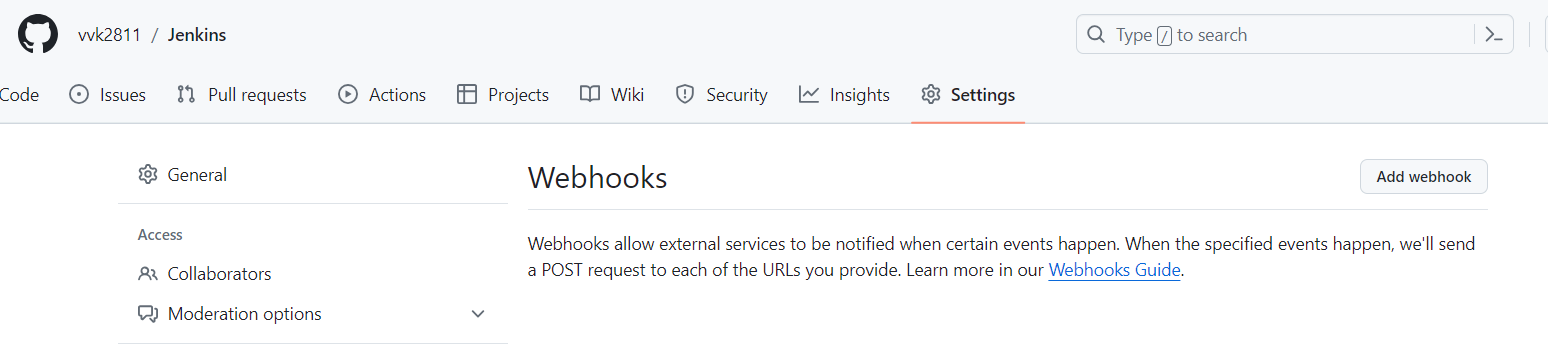 vvk2811 / Jenkins
Type / to search
Code Issues Pull requests Actions Projects Wiki Security Insights Settings
General
Access
Collaborators
Moderation options
Webhooks
Add webhook
Webhooks allow external services to be notified when certain events happen. When the specified events happen, we'll send
a POST request to each of the URLs you provide. Learn more in our Webhooks Guide.